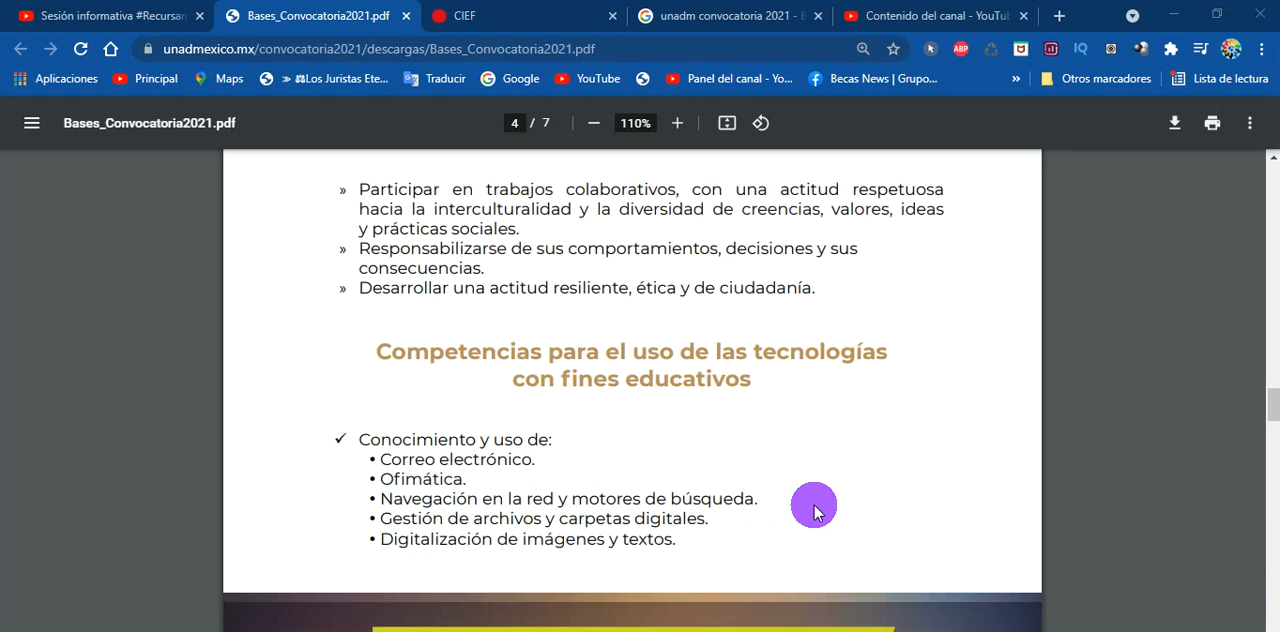 Sesión informativa #Recursar
Bases_Convocatoria2021.pdf
CIEF
unadm convocatoria 2021 - B
Contenido del canal - YouTu
unadmexico.mx/convocatoria2021/descargas/Bases_Convocatoria2021.pdf
ABP
IQ
Aplicaciones
Principal
Maps
» Los Juristas Ete...
Traducir
Google
YouTube
Panel del canal - Yo...
Becas News | Grupo...
»
Otros marcadores
Lista de lectura
Bases_Convocatoria2021.pdf
4 / 7
110%
» Participar en trabajos colaborativos, con una actitud respetuosa
hacia la interculturalidad y la diversidad de creencias, valores, ideas
y prácticas sociales.
» Responsabilizarse de sus comportamientos, decisiones y sus
consecuencias.
» Desarrollar una actitud resiliente, ética y de ciudadanía.
Competencias para el uso de las tecnologías
con fines educativos
✓ Conocimiento y uso de:
• Correo electrónico.
• Ofimática.
• Navegación en la red y motores de búsqueda.
• Gestión de archivos y carpetas digitales.
• Digitalización de imágenes y textos.